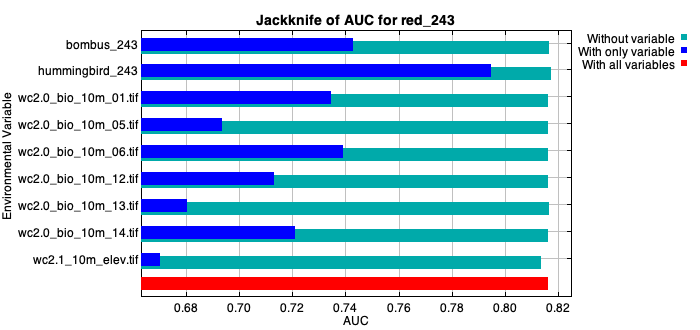 Jackknife of AUC for red_243
Without variable
With only variable
With all variables
Environmental Variable
bombus_243
hummingbird_243
wc2.0_bio_10m_01.tif
wc2.0_bio_10m_05.tif
wc2.0_bio_10m_06.tif
wc2.0_bio_10m_12.tif
wc2.0_bio_10m_13.tif
wc2.0_bio_10m_14.tif
wc2.1_10m_elev.tif
0.68 0.70 0.72 0.74 0.76 0.78 0.80 0.82
AUC